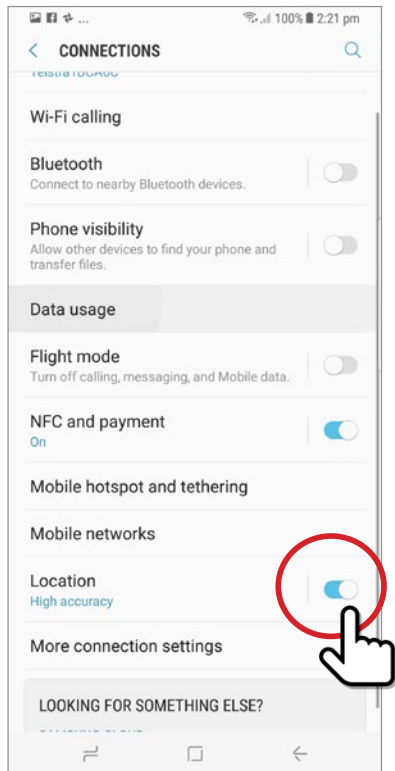 ... 100% 2:21 pm
CONNECTIONS
Wi-Fi calling
Bluetooth
Connect to nearby Bluetooth devices.
Phone visibility
Allow other devices to find your phone and
transfer files.
Data usage
Flight mode
Turn off calling, messaging, and Mobile data.
NFC and payment
On
Mobile hotspot and tethering
Mobile networks
Location
High accuracy
More connection settings
LOOKING FOR SOMETHING ELSE?